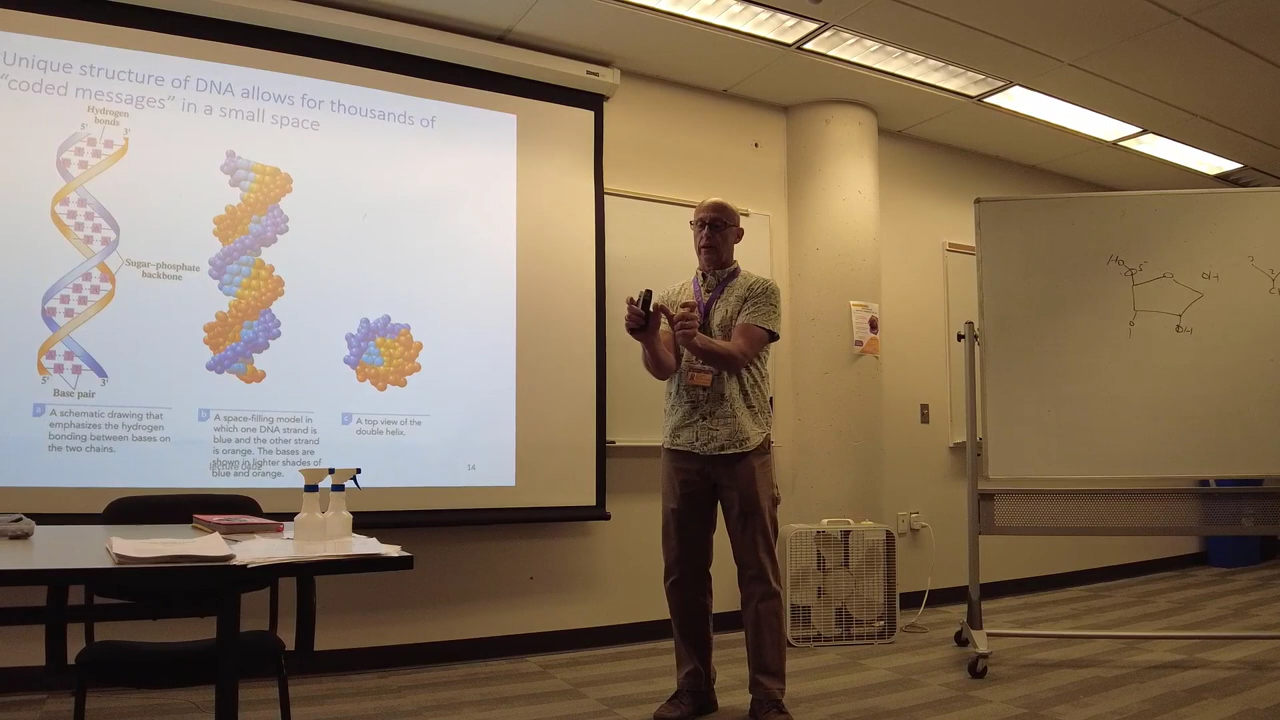 Unique structure of DNA allows for thousands of
“coded messages” in a small space
Hydrogen
bonds
5'
3'
Sugar–phosphate
backbone
5'
3'
Base pair
a
A schematic drawing that
emphasizes the hydrogen
bonding between bases on
the two chains.
b
A space-filling model in
which one DNA strand is
blue and the other strand
is orange. The bases are
shown in lighter shades of
blue and orange.
c
A top view of the
double helix.
14
Ho
5'
O
OH
OH